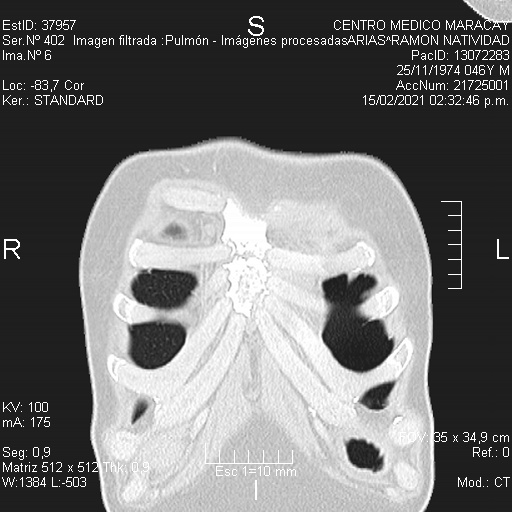 EstID: 37957
Ser.Nº 402 Imagen filtrada :Pulmón - Imágenes procesadas
Ima.Nº 6
Loc: -83,7 Cor
Ker.: STANDARD
S
CENTRO MEDICO MARACAY
ARIAS^RAMON NATIVIDAD
PacID: 13072283
25/11/1974 046Y M
AccNum: 21725001
15/02/2021 02:32:46 p.m.
R
L
KV: 100
mA: 175
Seg: 0,9
Matriz 512 x 512 Thk: 0,9
W:1384 L:-503
Esc 1=10 mm
I
FOV: 35 x 34,9 cm
Ref.: 0
Mod.: CT